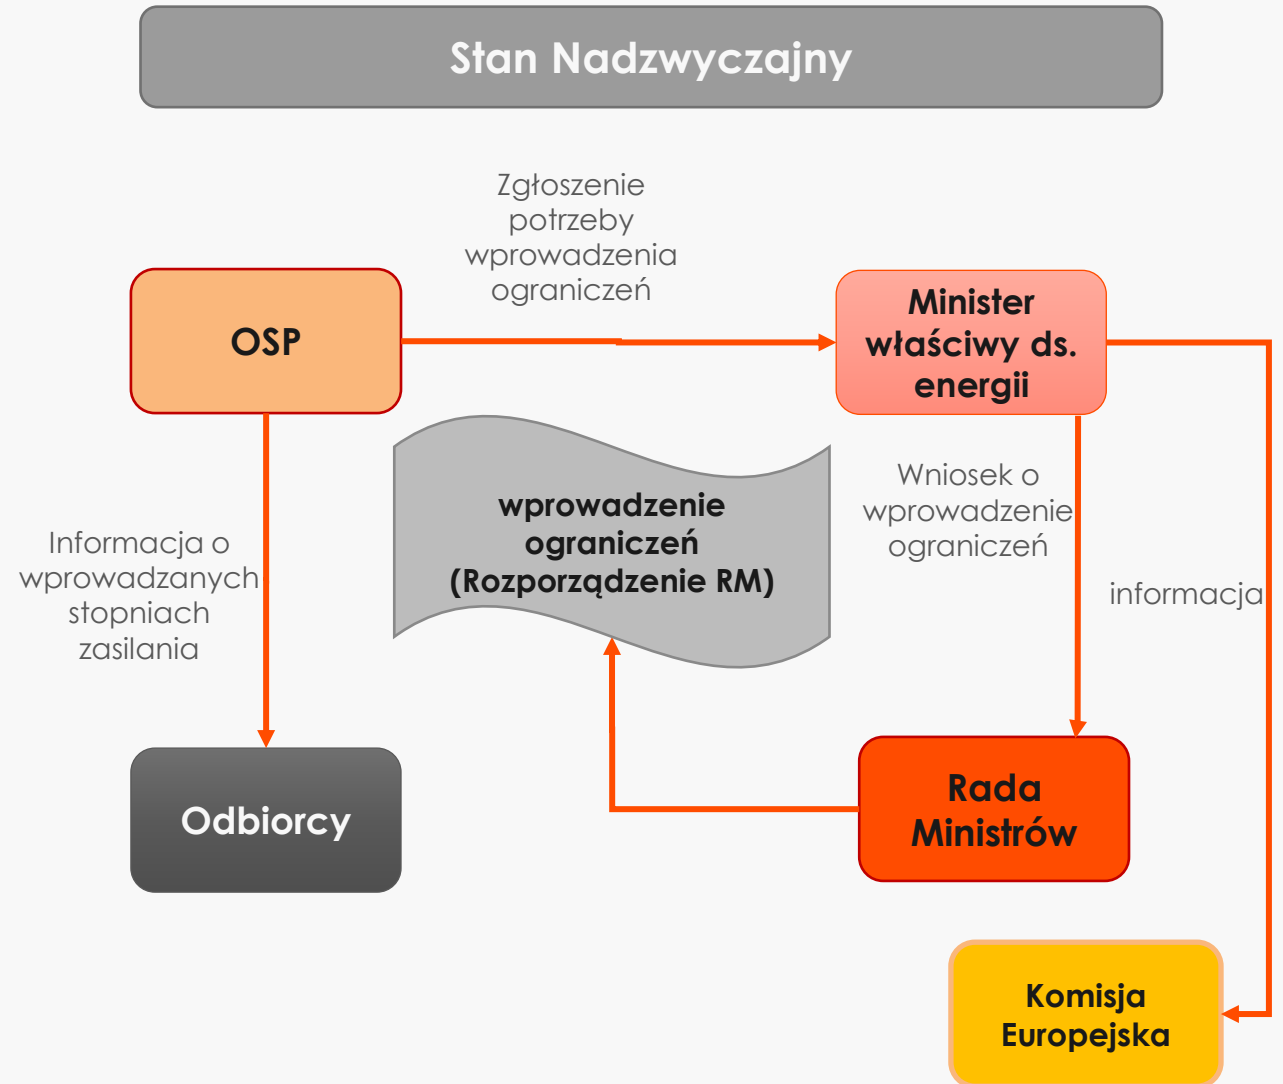 Stan Nadzwyczajny
Zgłoszenie
potrzeby
wprowadzenia
ograniczeń
OSP
Minister
właściwy ds.
energii
wprowadzenie
ograniczeń
(Rozporządzenie RM)
Wniosek o
wprowadzenie
ograniczeń
Informacja o
wprowadzanych
stopniach
zasilania
informacja
Odbiorcy
Rada
Ministrów
Komisja
Europejska